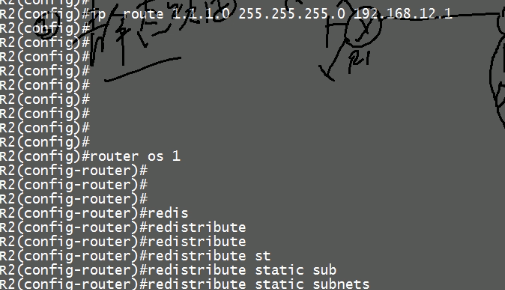 R2(config)#
R2(config)#ip route 1.1.1.0 255.255.255.0 192.168.12.1
R2(config)#
R2(config)#
R2(config)#
R2(config)#
R2(config)#
R2(config)#
R2(config)#
R2(config)#
R2(config)#
R2(config)#router os 1
R2(config-router)#
R2(config-router)#
R2(config-router)#
R2(config-router)#redis
R2(config-router)#redistribute
R2(config-router)#redistribute
R2(config-router)#redistribute st
R2(config-router)#redistribute static sub
R2(config-router)#redistribute static subnets
R1